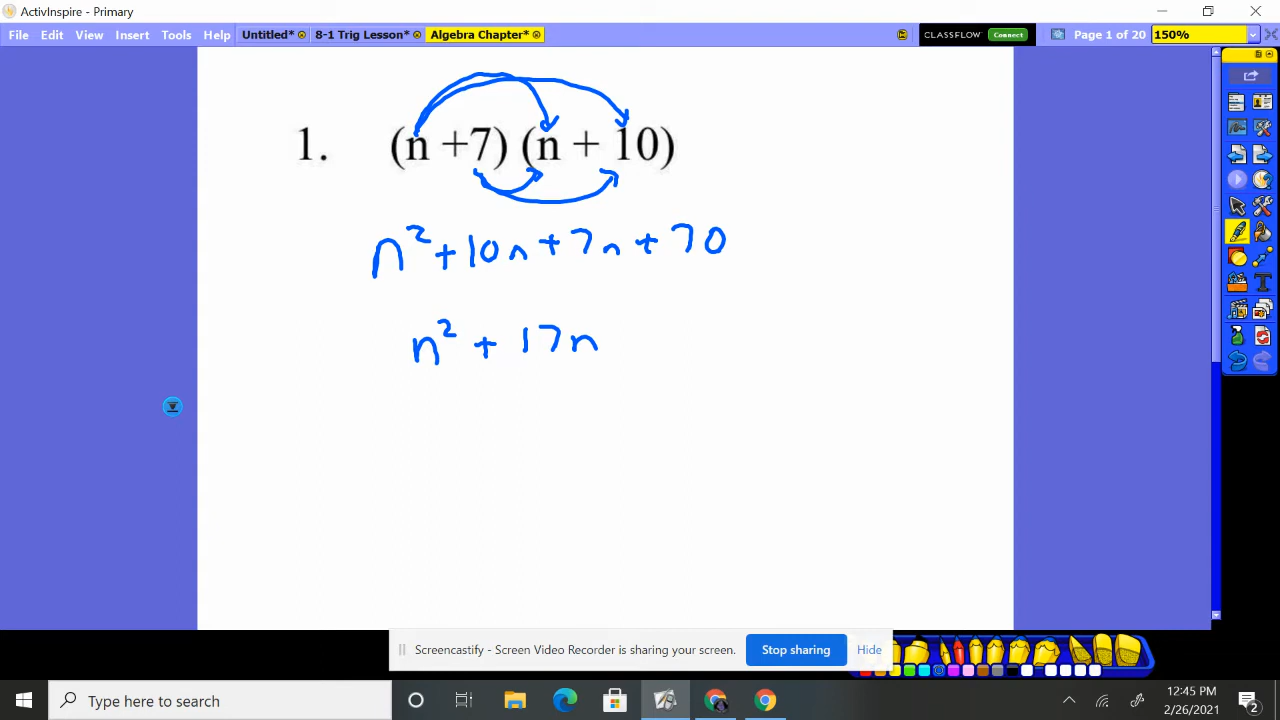 ActivInspire - Primary
File Edit View Insert Tools Help Untitled* 8-1 Trig Lesson* Algebra Chapter* CLASSFLOW Connect Page 1 of 20 150%
1. (n +7) (n + 10)
n² + 10n + 7n + 70
n² + 17n
Screencastify - Screen Video Recorder is sharing your screen. Stop sharing Hide
Type here to search
12:45 PM
2/26/2021
2